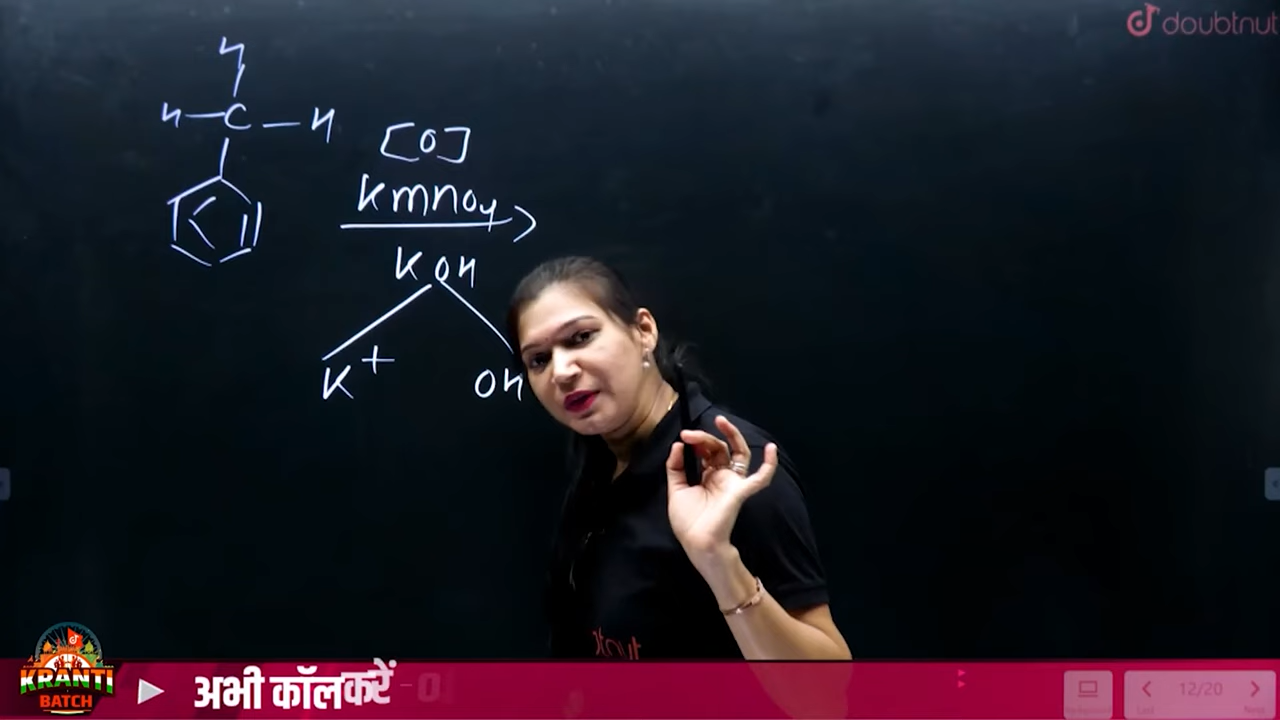 doubtnut
H
H-C-H
[O]
KMnO4
KOH
K+
OH
KRANTI
BATCH
अभी कॉल करें
12/20